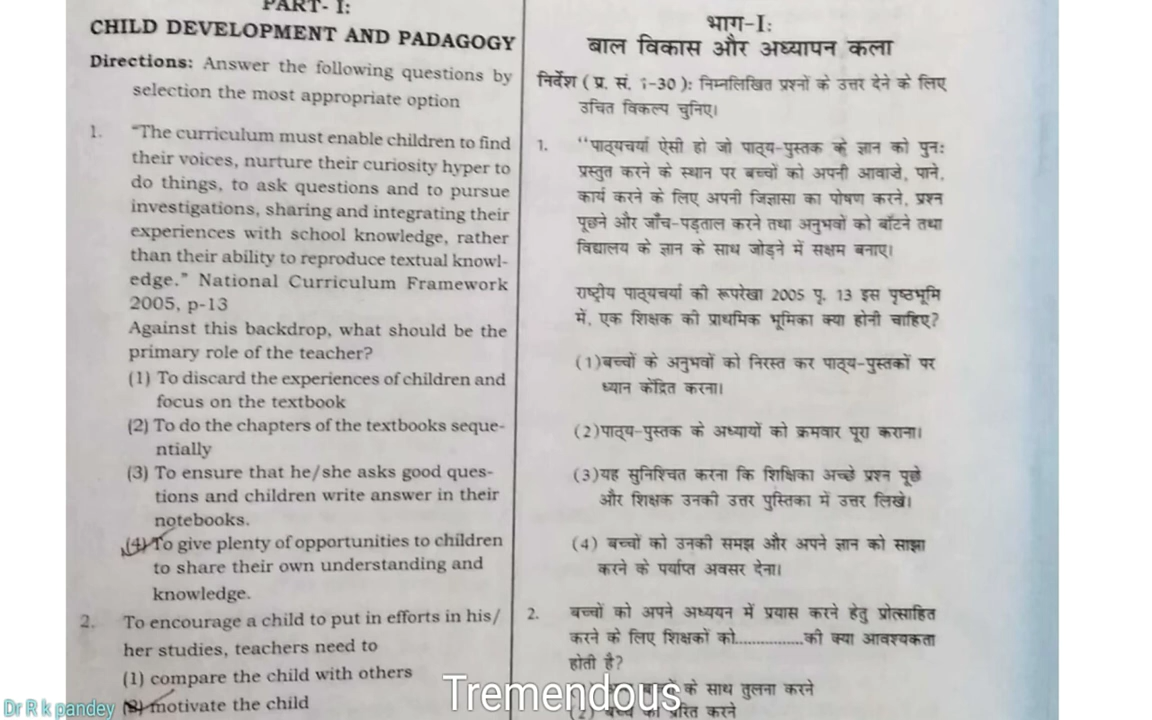 PART- I:
CHILD DEVELOPMENT AND PADAGOGY
Directions: Answer the following questions by
selection the most appropriate option
1. "The curriculum must enable children to find
their voices, nurture their curiosity hyper to
do things, to ask questions and to pursue
investigations, sharing and integrating their
experiences with school knowledge, rather
than their ability to reproduce textual knowl-
edge." National Curriculum Framework
2005, p-13
Against this backdrop, what should be the
primary role of the teacher?
(1) To discard the experiences of children and
focus on the textbook
(2) To do the chapters of the textbooks seque-
ntially
(3) To ensure that he/she asks good ques-
tions and children write answer in their
notebooks.
(4) To give plenty of opportunities to children
to share their own understanding and
knowledge.
2. To encourage a child to put in efforts in his/
her studies, teachers need to
(1) compare the child with others
(2) motivate the child
भाग-I:
बाल विकास और अध्यापन कला
निर्देश ( प्र. सं. 1-30 ): निम्नलिखित प्रश्नों के उत्तर देने के लिए
उचित विकल्प चुनिए।
1. ‘‘पाठ्यचर्या ऐसी हो जो पाठ्य-पुस्तक के ज्ञान को पुनः
प्रस्तुत करने के स्थान पर बच्चों को अपनी आवाजे, पाने,
कार्य करने के लिए अपनी जिज्ञासा का पोषण करने, प्रश्न
पूछने और जाँच-पड़ताल करने तथा अनुभवों को बाँटने तथा
विद्यालय के ज्ञान के साथ जोड़ने में सक्षम बनाए।
राष्ट्रीय पाठ्यचर्या की रूपरेखा 2005 पृ. 13 इस पृष्ठभूमि
में, एक शिक्षक की प्राथमिक भूमिका क्या होनी चाहिए?
(1)बच्चों के अनुभवों को निरस्त कर पाठ्य-पुस्तकों पर
ध्यान केंद्रित करना।
(2)पाठ्य-पुस्तक के अध्यायों को क्रमवार पूरा कराना।
(3)यह सुनिश्चित करना कि शिक्षिका अच्छे प्रश्न पूछे
और शिक्षक उनकी उत्तर पुस्तिका में उत्तर लिखे।
(4) बच्चों को उनकी समझ और अपने ज्ञान को साझा
करने के पर्याप्त अवसर देना।
2. बच्चों को अपने अध्ययन में प्रयास करने हेतु प्रोत्साहित
करने के लिए शिक्षकों को...............की क्या आवश्यकता
होती है?
के साथ तुलना करने
(2) बच्चे को प्रेरित करने
Tremendous
Dr R k pandey